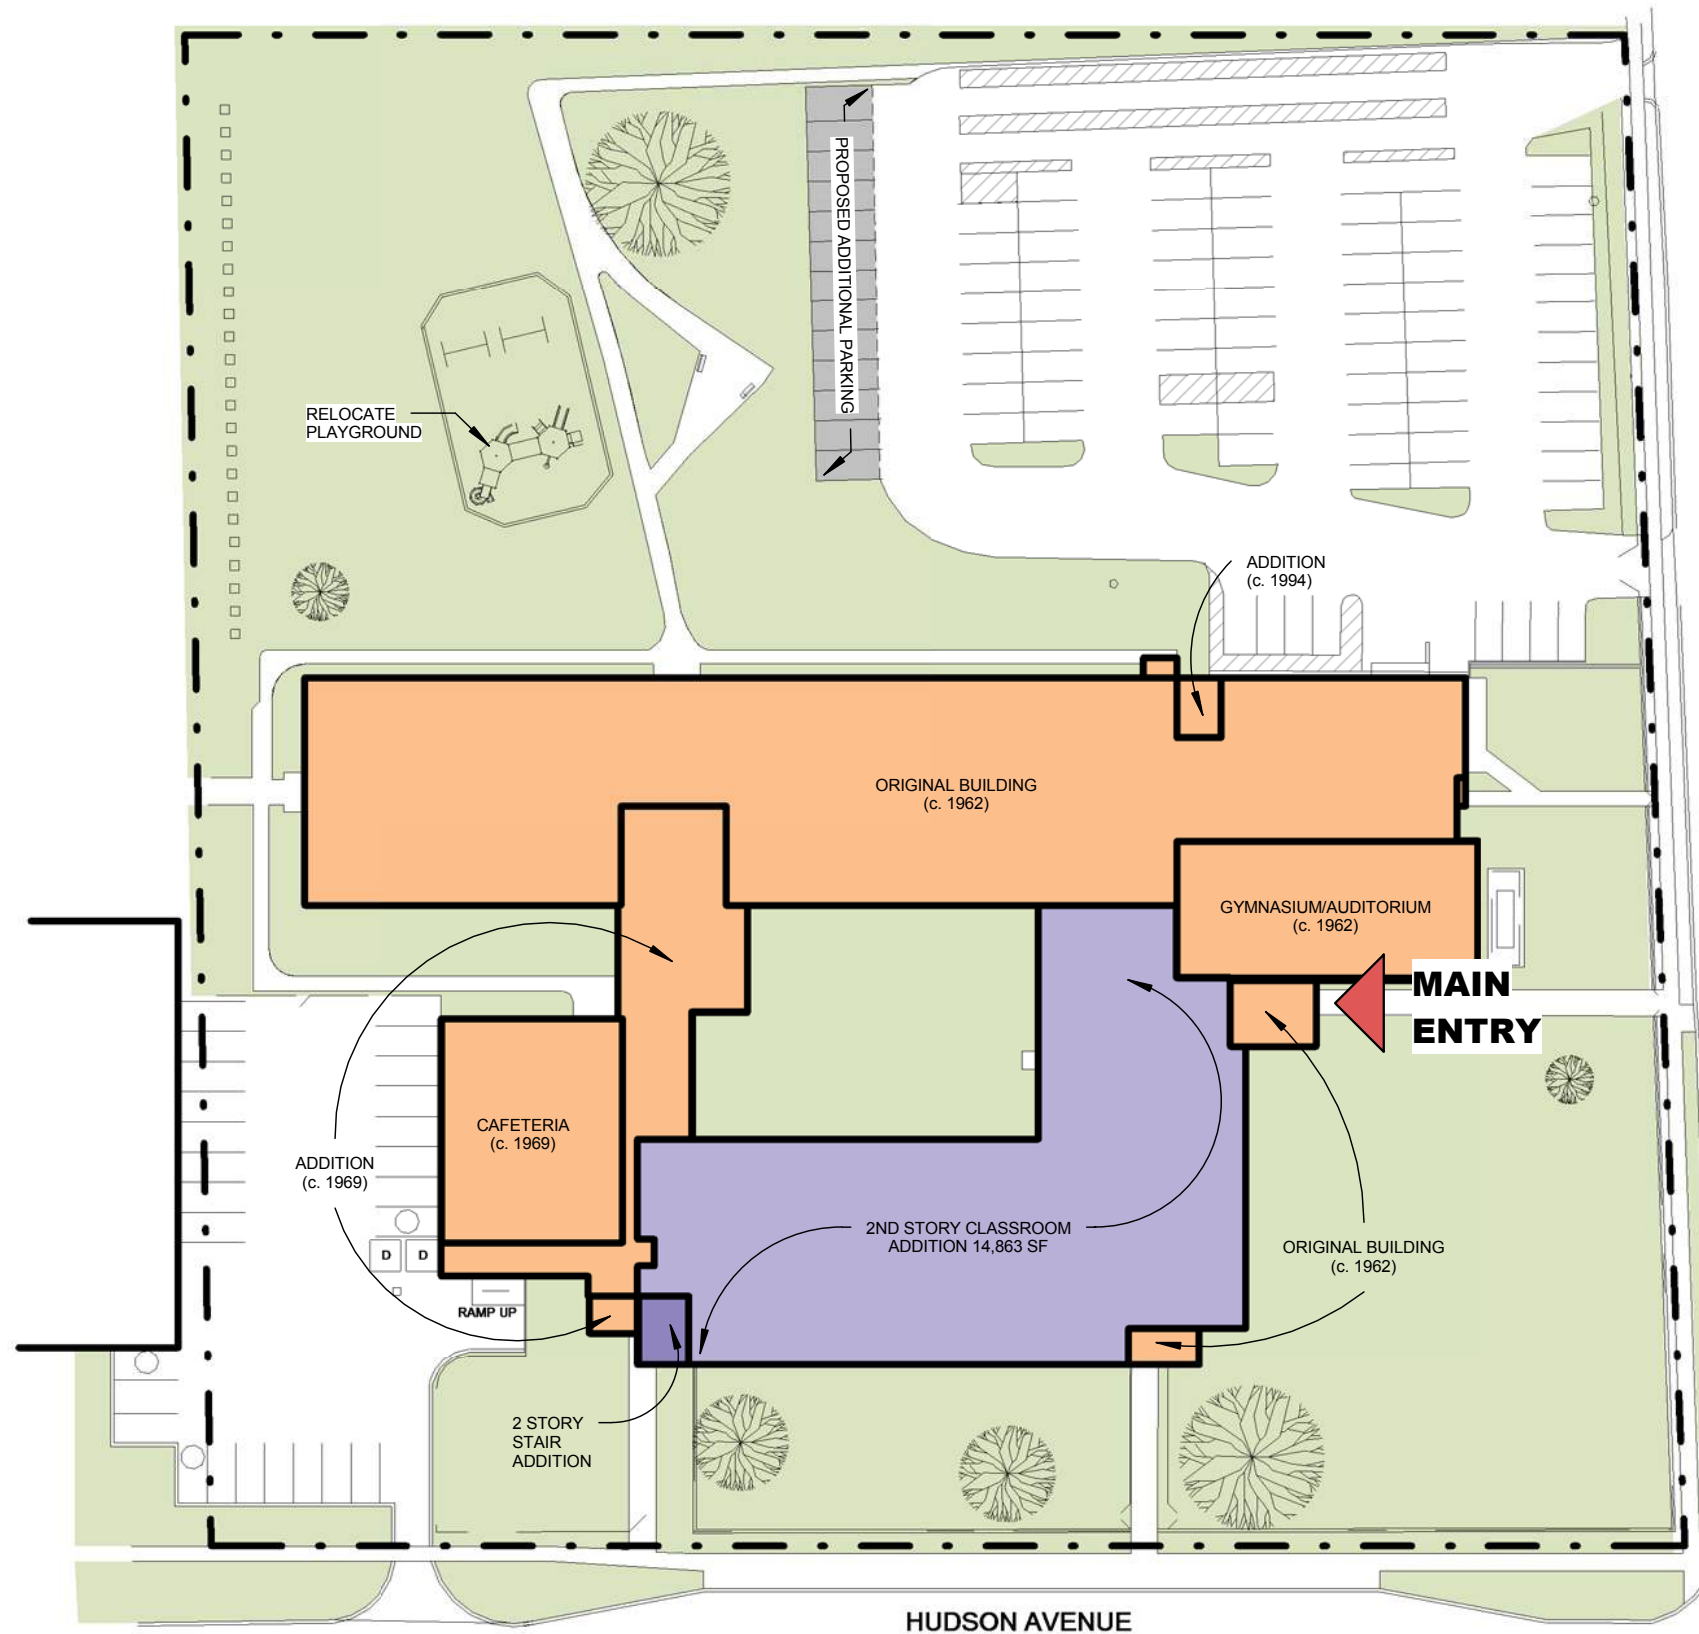 PROPOSED ADDITIONAL PARKING
RELOCATE
PLAYGROUND
ADDITION
(c. 1994)
ORIGINAL BUILDING
(c. 1962)
GYMNASIUM/AUDITORIUM
(c. 1962)
MAIN
ENTRY
CAFETERIA
(c. 1969)
ADDITION
(c. 1969)
2ND STORY CLASSROOM
ADDITION 14,863 SF
ORIGINAL BUILDING
(c. 1962)
D D
RAMP UP
2 STORY
STAIR
ADDITION
HUDSON AVENUE